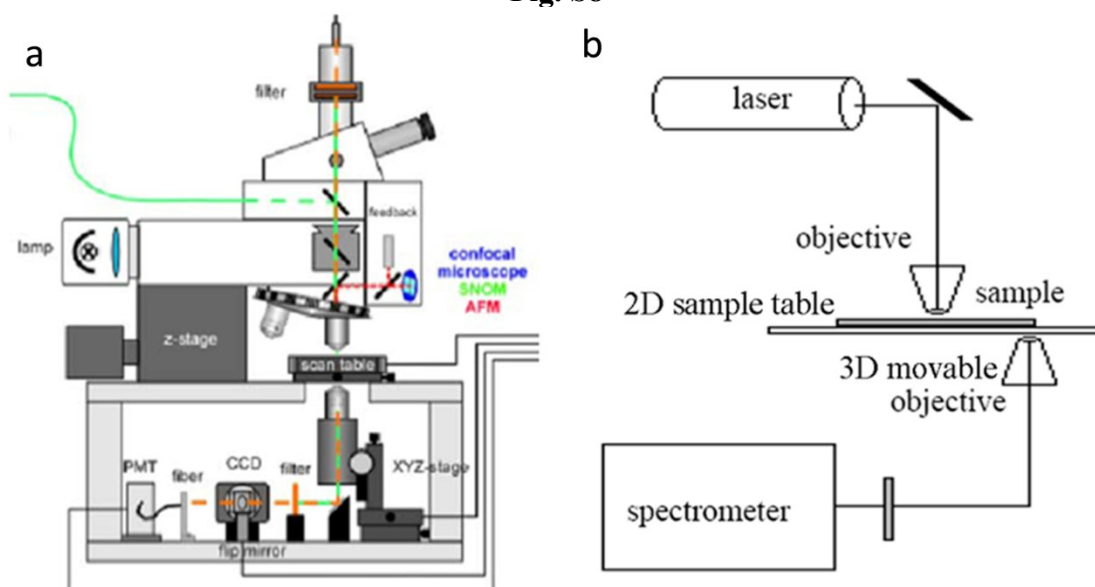 a
filter
feedback
lamp
confocal
microscope
SNOM
AFM
z-stage
scan table
PMT
fiber
CCD
filter
XYZ-stage
flip mirror
b
laser
objective
sample
2D sample table
3D movable
objective
spectrometer